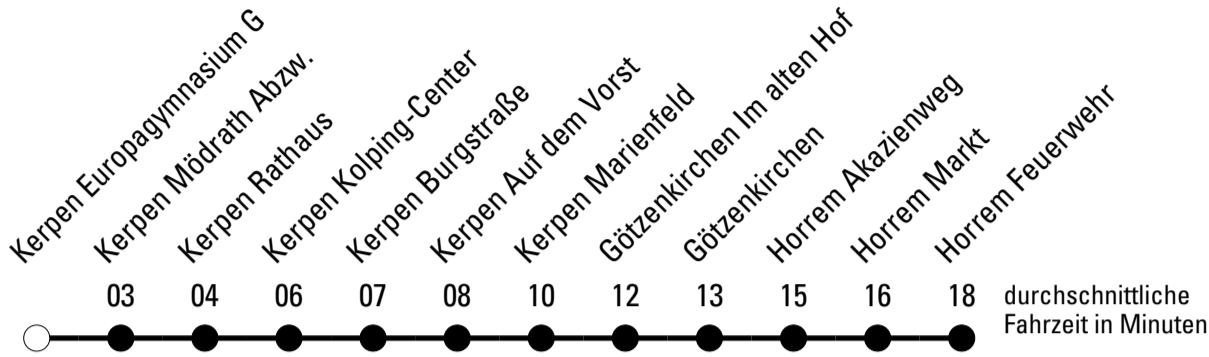 Kerpen Europagymnasium G
Kerpen Mödrath Abzw.
Kerpen Rathaus
Kerpen Kolping-Center
Kerpen Burgstraße
Kerpen Auf dem Vorst
Kerpen Marienfeld
Götzenkirchen Im alten Hof
Götzenkirchen
Horrem Akazienweg
Horrem Markt
Horrem Feuerwehr
03 04 06 07 08 10 12 13 15 16 18
durchschnittliche
Fahrzeit in Minuten